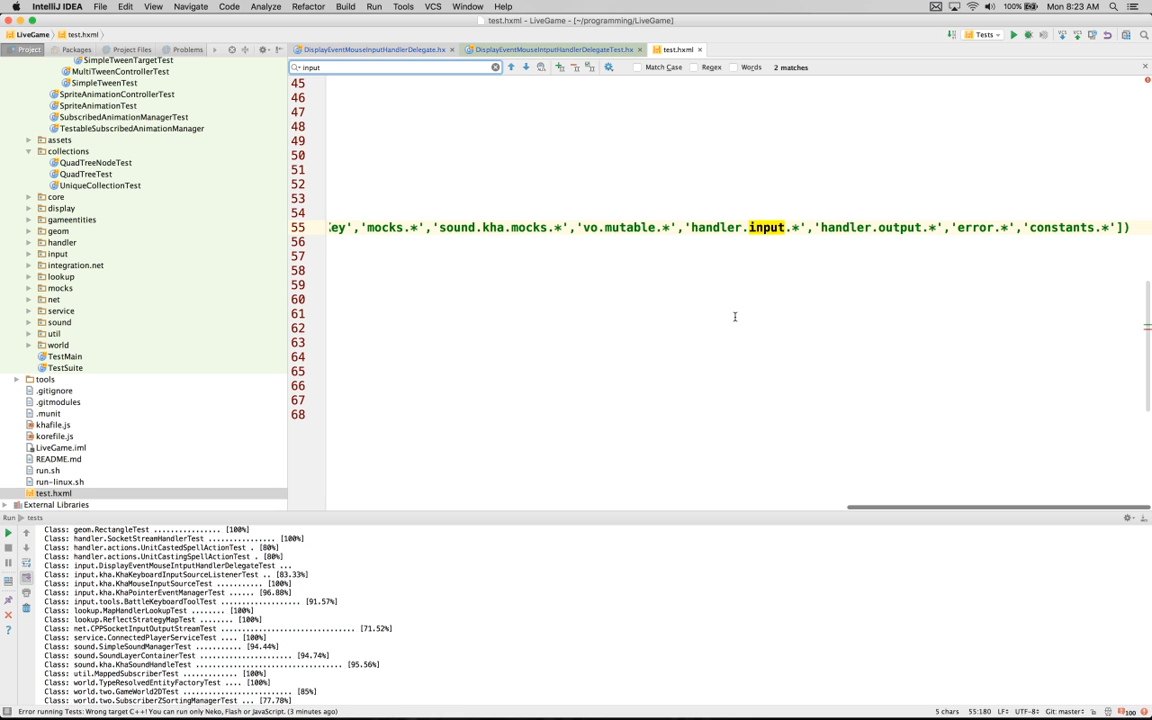 IntelliJ IDEA File Edit View Navigate Code Analyze Refactor Build Run Tools VCS Window Help 100% Mon 8:23 AM
test.hxml - LiveGame - [~/programming/LiveGame]
LiveGame test.hxml Tests
Project Packages Project Files Problems DisplayEventMouseIntputHandlerDelegate.hx DisplayEventMouseIntputHandlerDelegateTest.hx test.hxml
input Match Case Regex Words 2 matches
SimpleTweenTargetTest
MultiTweenControllerTest
SimpleTweenTest
SpriteAnimationControllerTest
SpriteAnimationTest
SubscribedAnimationManagerTest
TestableSubscribedAnimationManager
assets
collections
QuadTreeNodeTest
QuadTreeTest
UniqueCollectionTest
core
display
gameentities
geom
handler
input
integration.net
lookup
mocks
net
service
sound
util
world
TestMain
TestSuite
tools
.gitignore
.gitmodules
.munit
khafile.js
korefile.js
LiveGame.iml
README.md
run.sh
run-linux.sh
test.hxml
External Libraries
45
46
47
48
49
50
51
52
53
54
55 Key','mocks.*','sound.kha.mocks.*','vo.mutable.*','handler.input.*','handler.output.*','error.*','constants.*'])
56
57
58
59
60
61
62
63
64
65
66
67
68
Run tests
Class: geom.RectangleTest ................ [100%]
Class: handler.SocketStreamHandlerTest .......... [100%]
Class: handler.actions.UnitCastedSpellActionTest . [80%]
Class: handler.actions.UnitCastingSpellActionTest . [80%]
Class: input.DisplayEventMouseIntputHandlerDelegateTest ...
Class: input.kha.KhaKeyboardInputSourceListenerTest .. [83.33%]
Class: input.kha.KhaMouseInputSourceTest ........... [100%]
Class: input.kha.KhaPointerEventManagerTest ...... [96.88%]
Class: input.tools.BattleKeyboardToolTest ................... [91.57%]
Class: lookup.MapHandlerLookupTest ........ [100%]
Class: lookup.ReflectStrategyMapTest ....... [100%]
Class: net.CPPSocketInputOutputStreamTest ............................... [71.52%]
Class: service.ConnectedPlayerServiceTest .... [100%]
Class: sound.SimpleSoundManagerTest ... [94.44%]
Class: sound.SoundLayerContainerTest .............. [94.74%]
Class: sound.kha.KhaSoundHandleTest .................................. [95.56%]
Class: util.MappedSubscriberTest .............. [100%]
Class: world.TypeResolvedEntityFactoryTest .... [100%]
Class: world.two.GameWorld2DTest ........................ [85%]
Class: world.two.SubscriberZSortingManagerTest ... [77.78%]
Error running Tests: Wrong target C++! You can run only Neko, Flash or JavaScript. (3 minutes ago) 5 chars 55:180 LF÷ UTF-8÷ Git: master÷ 100